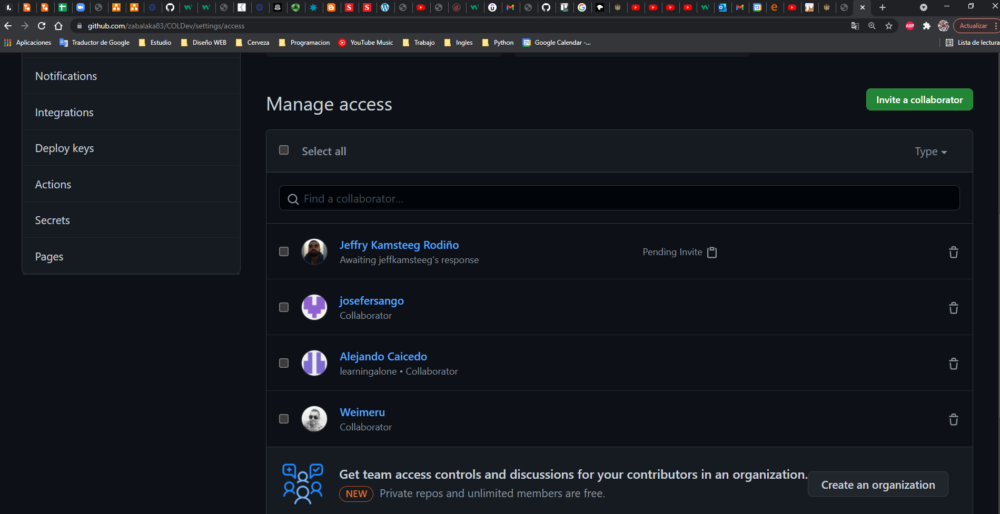 github.com/zabalaka83/COLDev/settings/access
ABP
Actualizar
Aplicaciones
Traductor de Google
Estudio
Diseño WEB
Cerveza
Programacion
YouTube Music
Trabajo
Ingles
Python
Google Calendar -...
Lista de lectura
Notifications
Integrations
Deploy keys
Actions
Secrets
Pages
Manage access
Invite a collaborator
Select all
Type
Find a collaborator...
Jeffry Kamsteeg Rodiño
Awaiting jeffkamsteeg’s response
Pending Invite
josefersango
Collaborator
Alejando Caicedo
learningalone • Collaborator
Weimeru
Collaborator
Get team access controls and discussions for your contributors in an organization.
NEW Private repos and unlimited members are free.
Create an organization